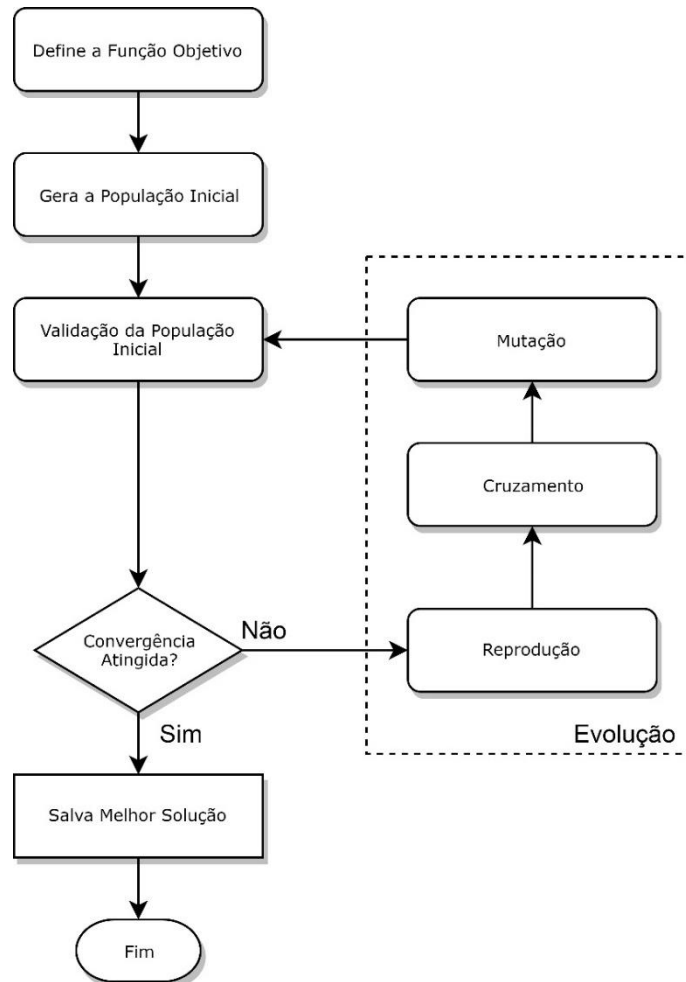 Define a Função Objetivo
Gera a População Inicial
Validação da População
Inicial
Mutação
Cruzamento
Convergência
Atingida?
Não
Reprodução
Evolução
Sim
Salva Melhor Solução
Fim